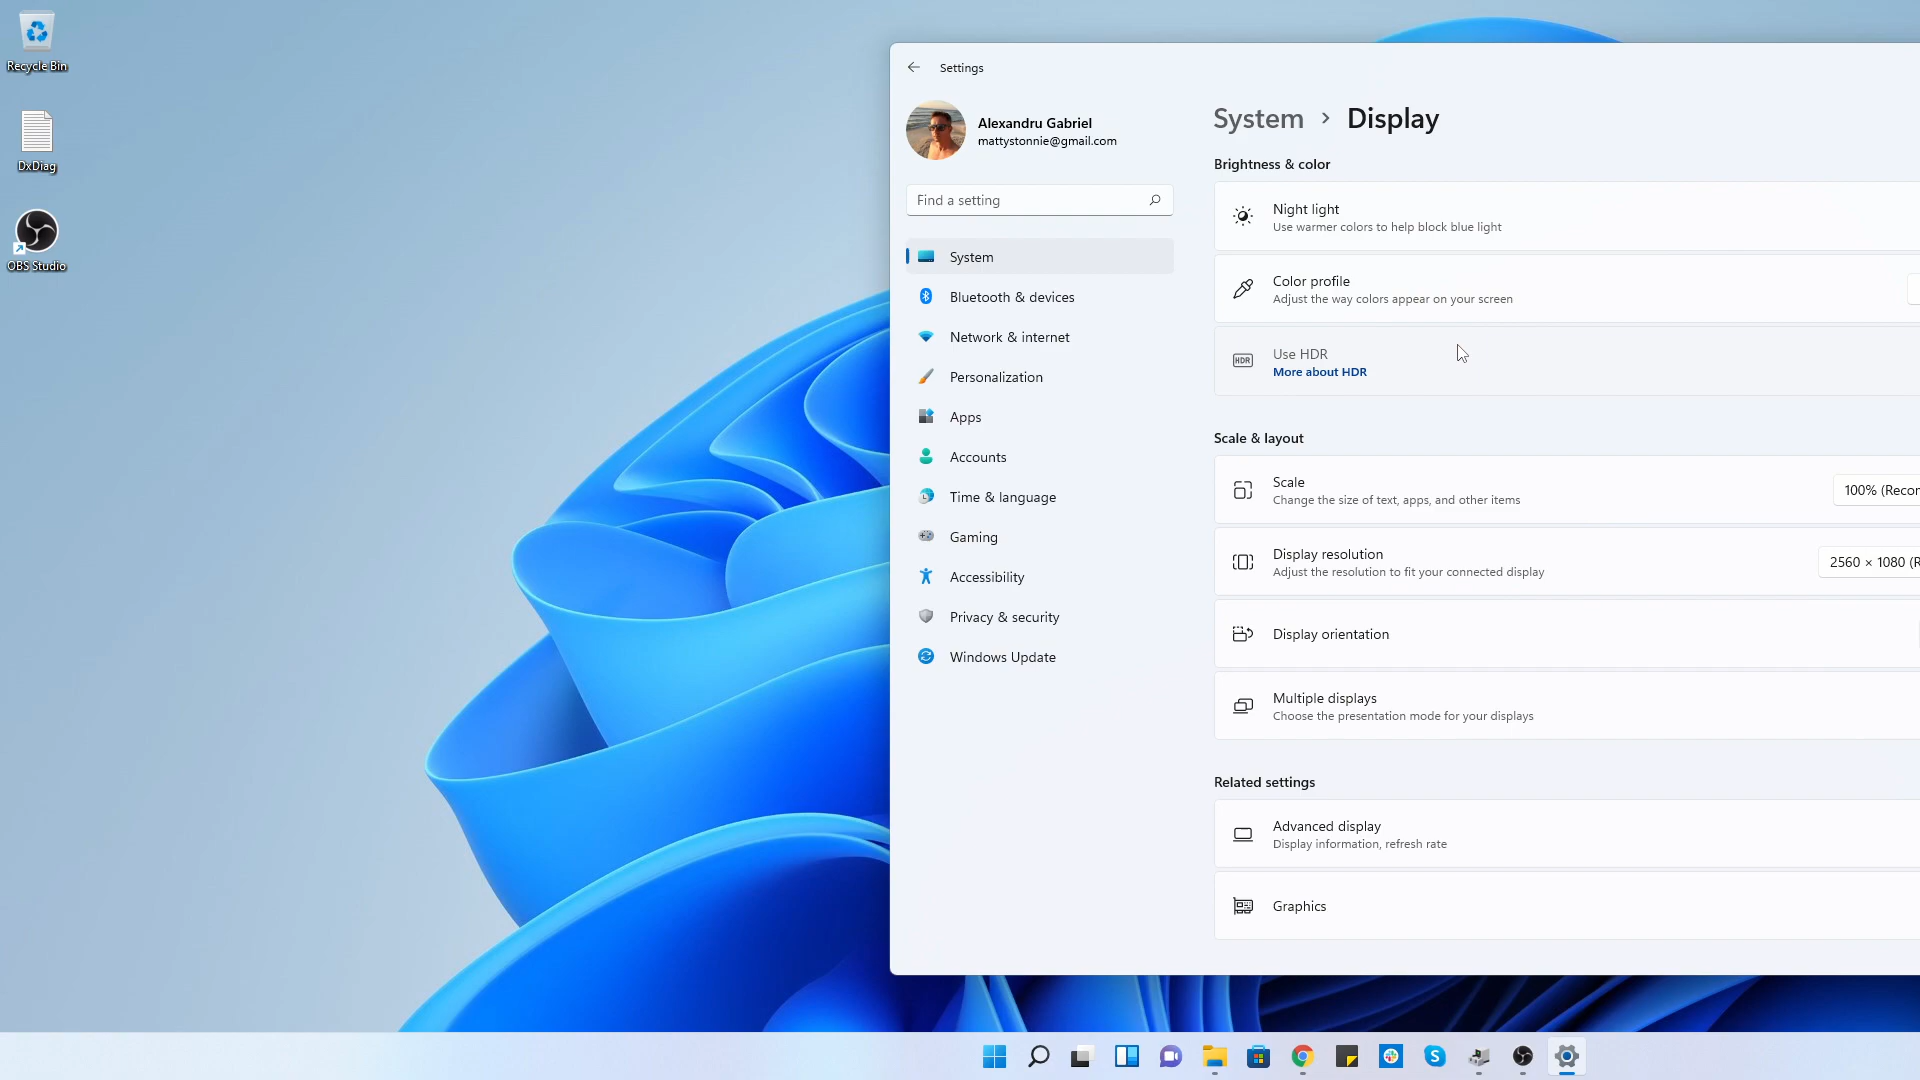 Recycle Bin
DxDiag
OBS Studio
Settings
Alexandru Gabriel
mattystonnie@gmail.com
Find a setting
System
Bluetooth & devices
Network & internet
Personalization
Apps
Accounts
Time & language
Gaming
Accessibility
Privacy & security
Windows Update
System > Display
Brightness & color
Night light
Use warmer colors to help block blue light
Color profile
Adjust the way colors appear on your screen
HDR
Use HDR
More about HDR
Scale & layout
Scale
Change the size of text, apps, and other items
100% (Recor
Display resolution
Adjust the resolution to fit your connected display
2560 × 1080 (R
Display orientation
Multiple displays
Choose the presentation mode for your displays
Related settings
Advanced display
Display information, refresh rate
Graphics